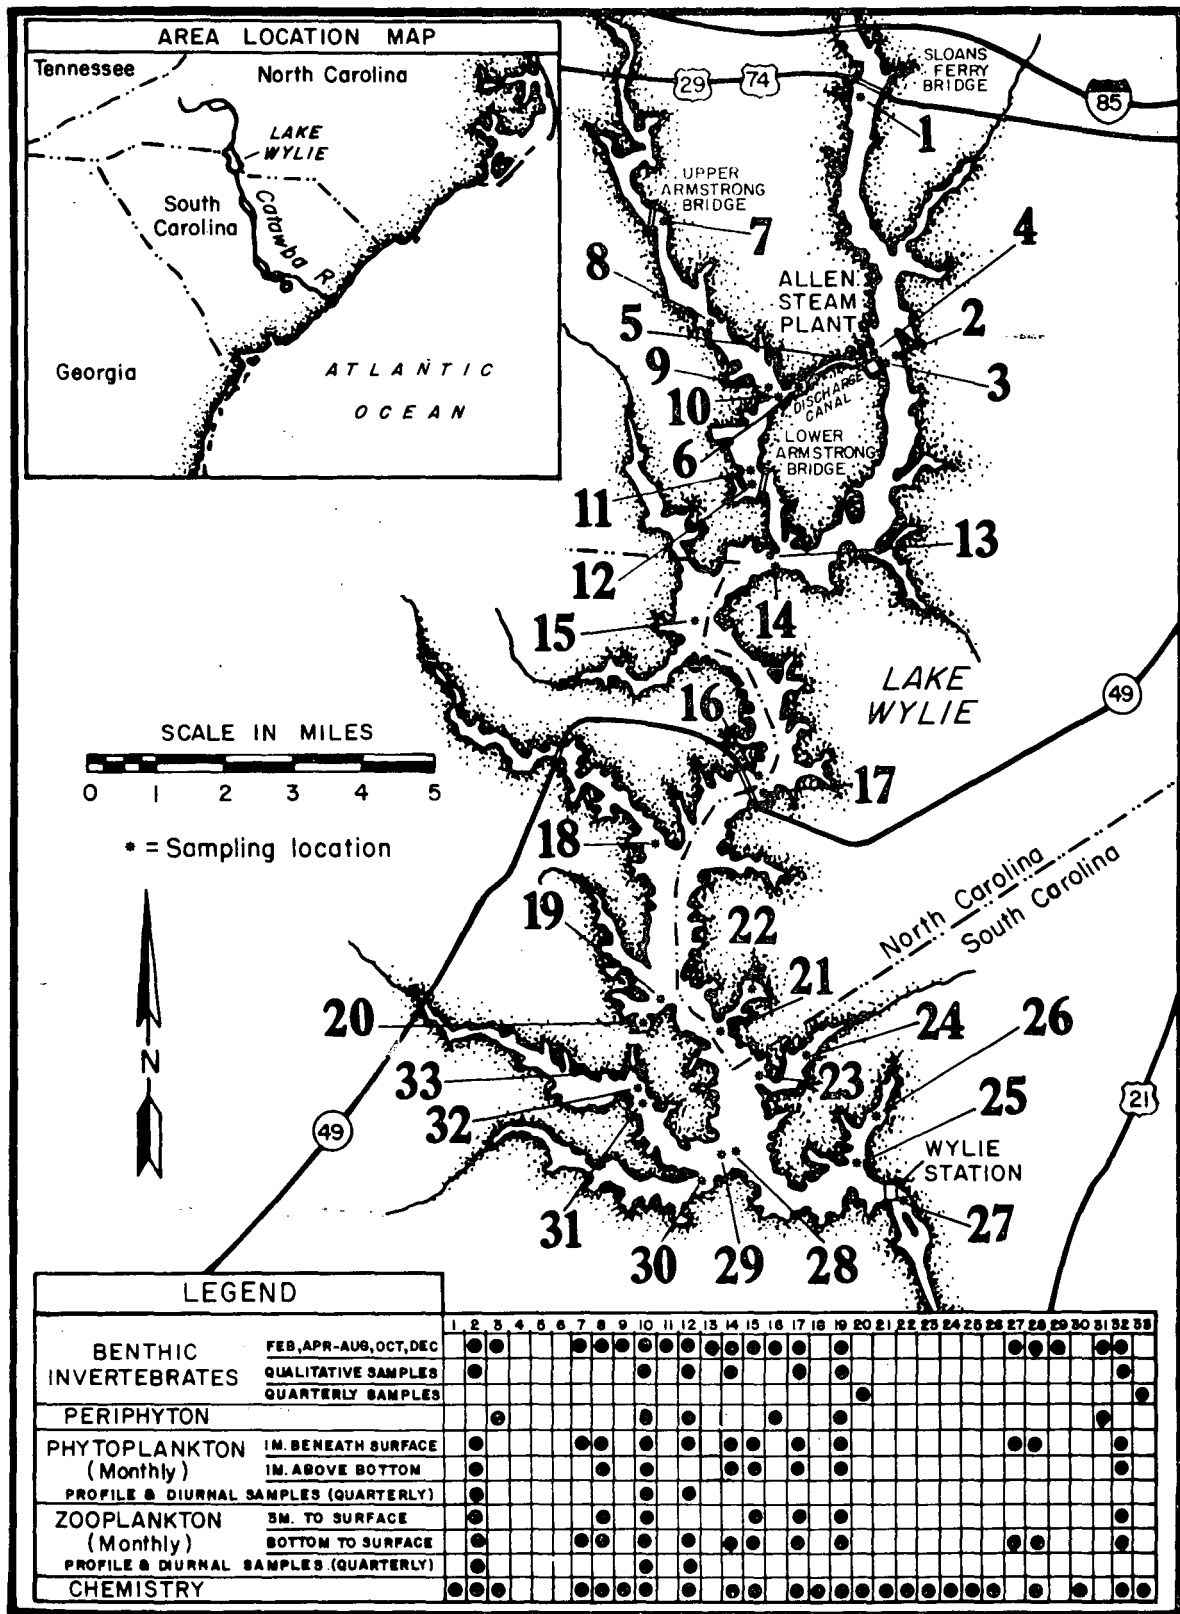 AREA LOCATION MAP
Tennessee
North Carolina
LAKE
WYLIE
South
Carolina
Catawba R.
Georgia
ATLANTIC
OCEAN
29
74
85
SLOANS
FERRY
BRIDGE
1
UPPER
ARMSTRONG
BRIDGE
7
4
8
ALLEN
STEAM
PLANT
5
2
9
3
10
DISCHARGE
CANAL
6
LOWER
ARMSTRONG
BRIDGE
11
13
12
14
15
LAKE
WYLIE
16
49
17
SCALE IN MILES
0 1 2 3 4 5
* = Sampling location
18
North Carolina
South Carolina
19
22
21
20
24
26
N
33
23
32
25
21
49
WYLIE
STATION
31
27
30
29
28
LEGEND
1 2 3 4 5 6 7 8 9 10 11 12 13 14 15 16 17 18 19 20 21 22 23 24 25 26 27 28 29 30 31 32 33
BENTHIC
INVERTEBRATES
FEB, APR-AUG, OCT, DEC
QUALITATIVE SAMPLES
QUARTERLY SAMPLES
PERIPHYTON
PHYTOPLANKTON
(Monthly)
1M. BENEATH SURFACE
1M. ABOVE BOTTOM
PROFILE & DIURNAL SAMPLES (QUARTERLY)
ZOOPLANKTON
(Monthly)
5M. TO SURFACE
BOTTOM TO SURFACE
PROFILE & DIURNAL SAMPLES (QUARTERLY)
CHEMISTRY